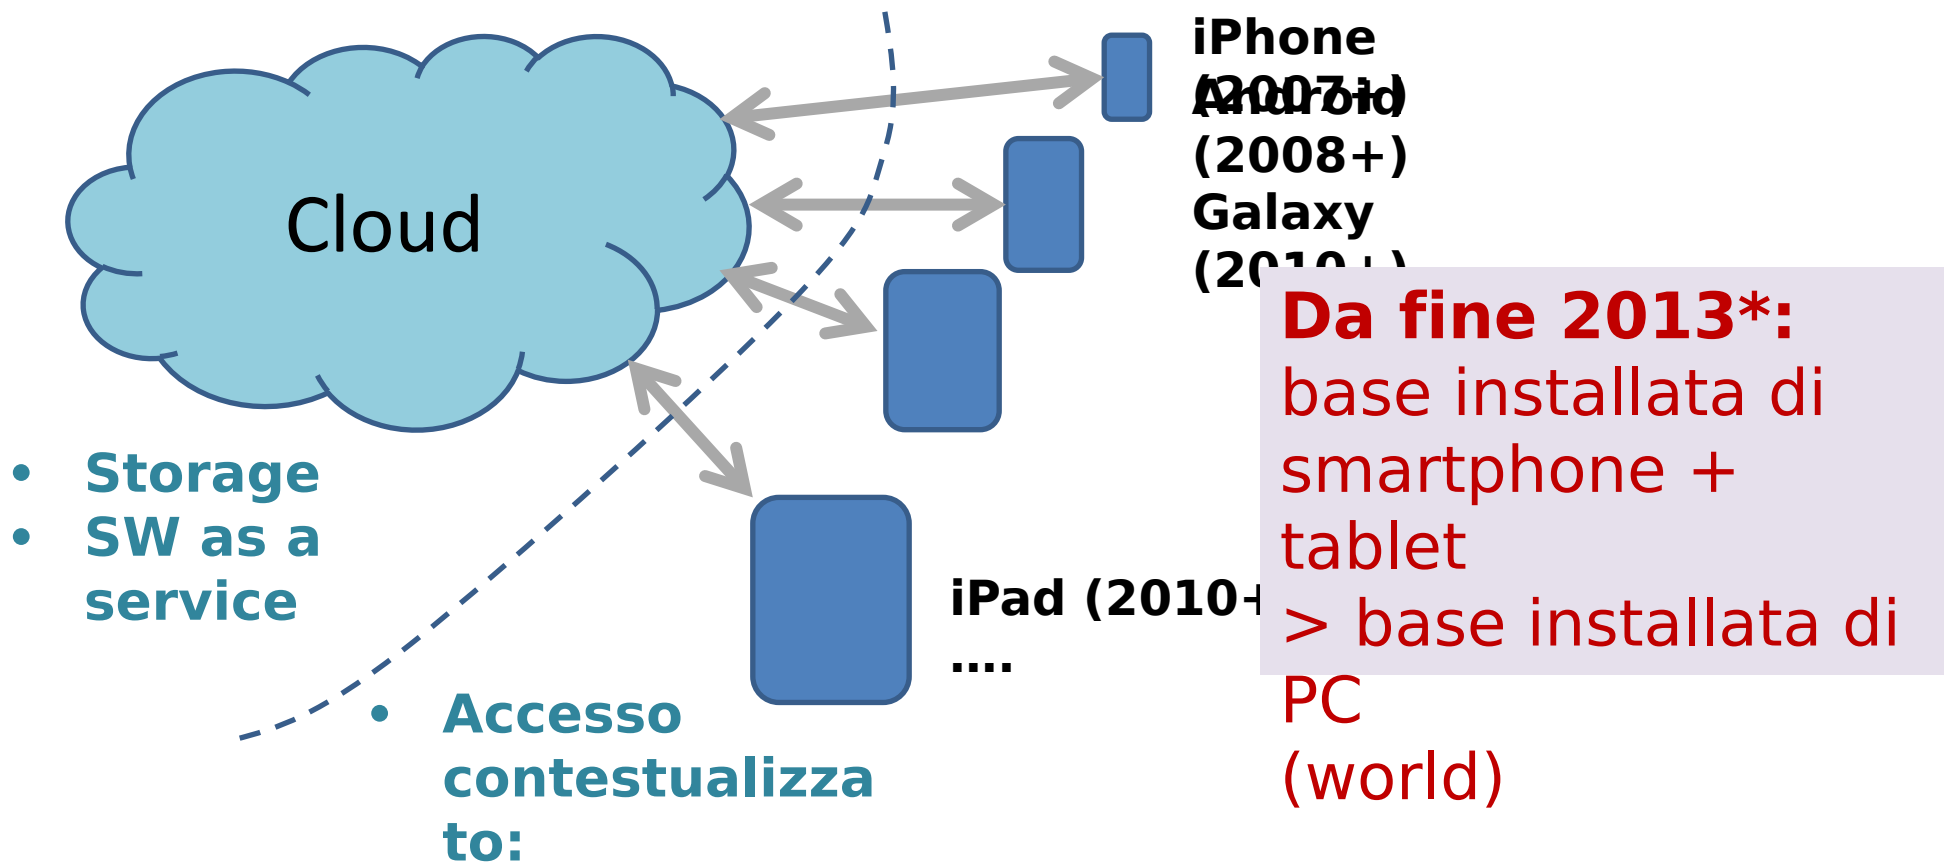 iPhone
(2007+)
Android
(2008+)
Galaxy
(2010+)
Cloud
Da fine 2013*:
base installata di
smartphone +
tablet
> base installata di
PC
(world)
• Storage
• SW as a
service
iPad (2010+
....
• Accesso
contestualizza
to: